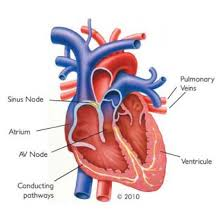 Pulmonary
Veins
Sinus Node
Atrium
AV Node
Ventricule
Conducting
pathways
© 2010